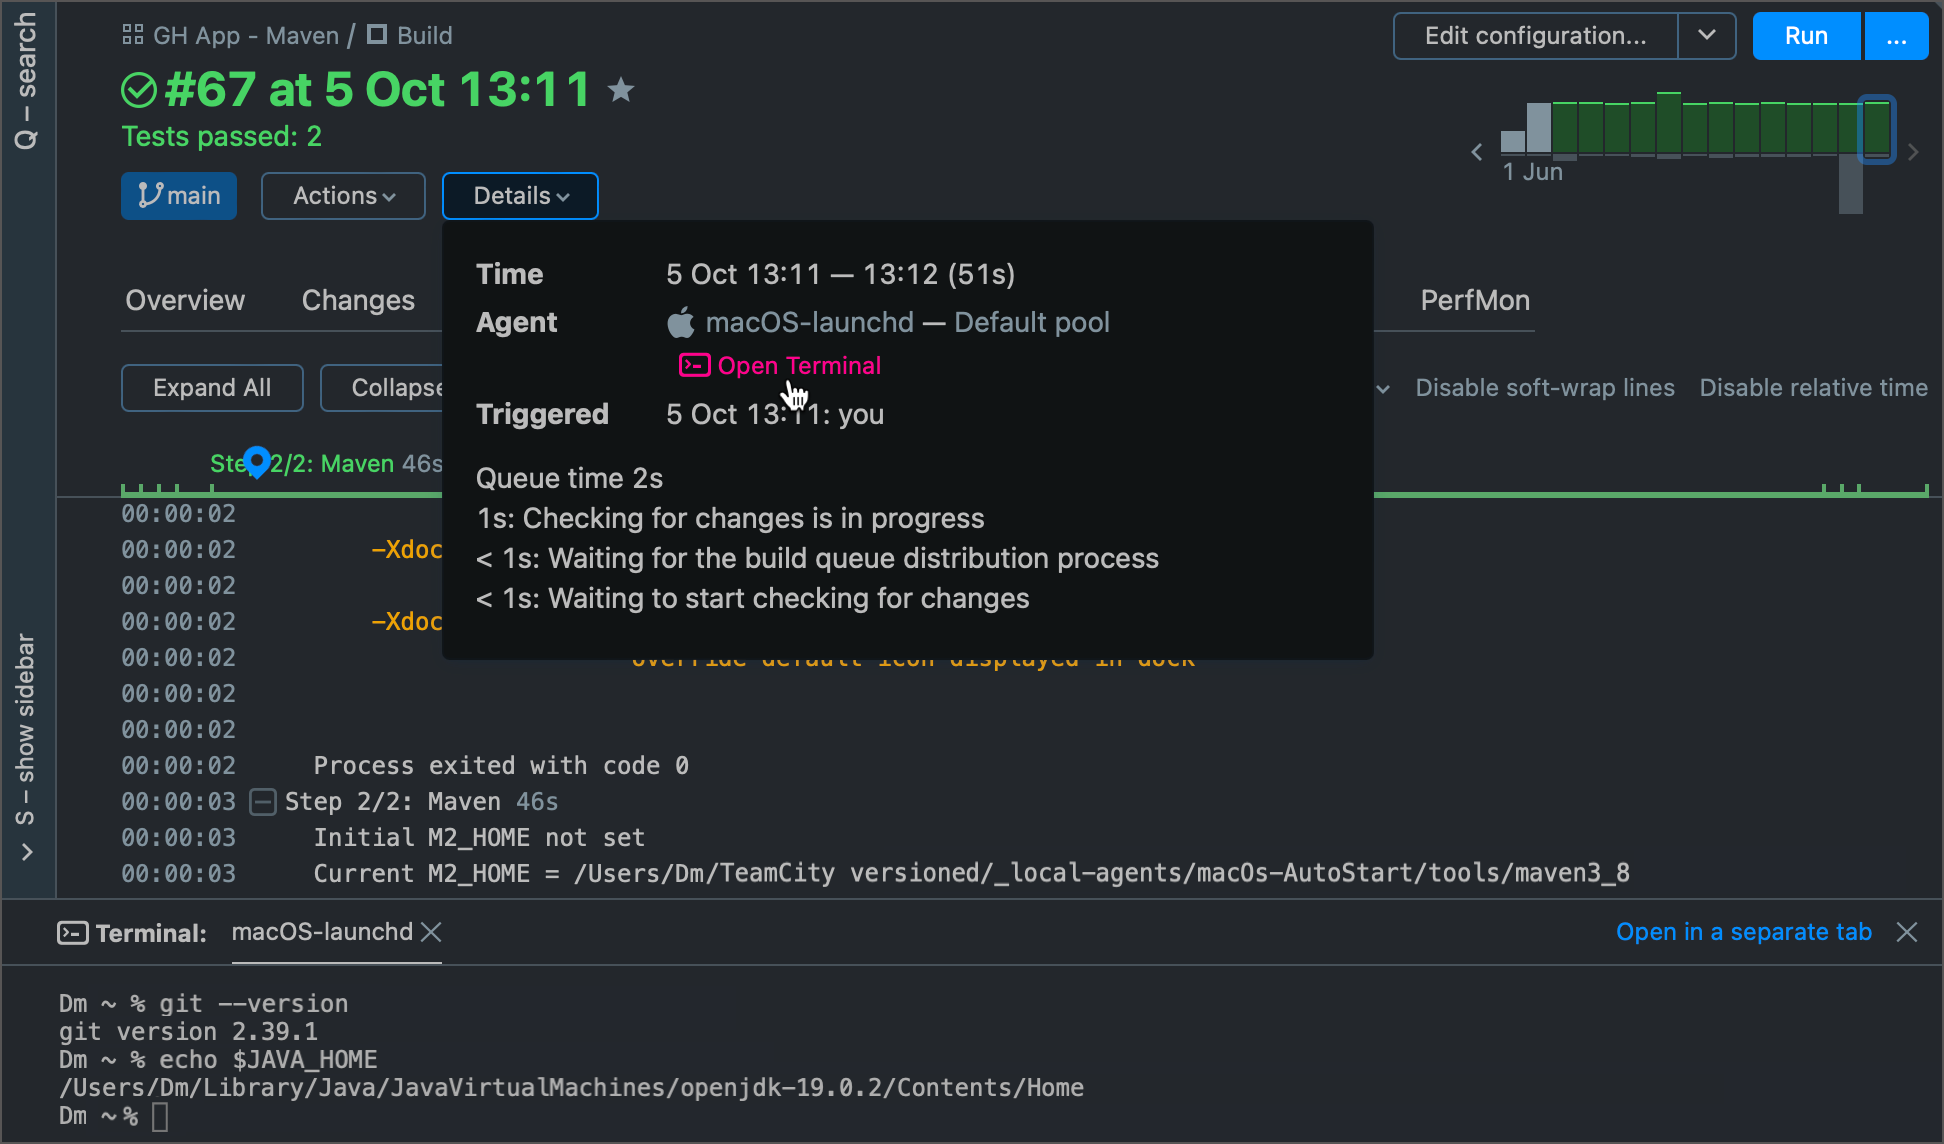 Q – search
S – show sidebar
GH App - Maven / Build
Edit configuration...
Run
...
#67 at 5 Oct 13:11
Tests passed: 2
1 Jun
main
Actions
Details
Time 5 Oct 13:11 — 13:12 (51s)
Agent macOS-launchd — Default pool
Open Terminal
Triggered 5 Oct 13:11: you
Queue time 2s
1s: Checking for changes is in progress
< 1s: Waiting for the build queue distribution process
< 1s: Waiting to start checking for changes
Overview Changes PerfMon
Expand All Collapse Disable soft-wrap lines Disable relative time
Step 2/2: Maven 46s
00:00:02
00:00:02 -Xdoc
00:00:02
00:00:02 -Xdoc
00:00:02 override default icon displayed in dock
00:00:02
00:00:02
00:00:02 Process exited with code 0
00:00:03 Step 2/2: Maven 46s
00:00:03 Initial M2_HOME not set
00:00:03 Current M2_HOME = /Users/Dm/TeamCity versioned/_local-agents/macOs-AutoStart/tools/maven3_8
Terminal: macOS-launchd Open in a separate tab
Dm ~ % git --version
git version 2.39.1
Dm ~ % echo $JAVA_HOME
/Users/Dm/Library/Java/JavaVirtualMachines/openjdk-19.0.2/Contents/Home
Dm ~ %